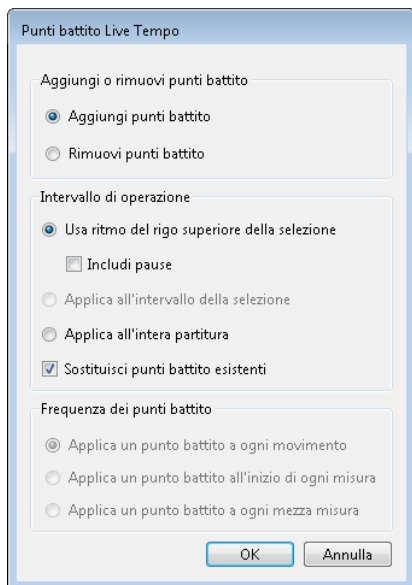 Punti battito Live Tempo
Aggiungi o rimuovi punti battito
Aggiungi punti battito
Rimuovi punti battito
Intervallo di operazione
Usa ritmo del rigo superiore della selezione
Includi pause
Applica all'intervallo della selezione
Applica all'intera partitura
Sostituisci punti battito esistenti
Frequenza dei punti battito
Applica un punto battito a ogni movimento
Applica un punto battito all'inizio di ogni misura
Applica un punto battito a ogni mezza misura
OK Annulla